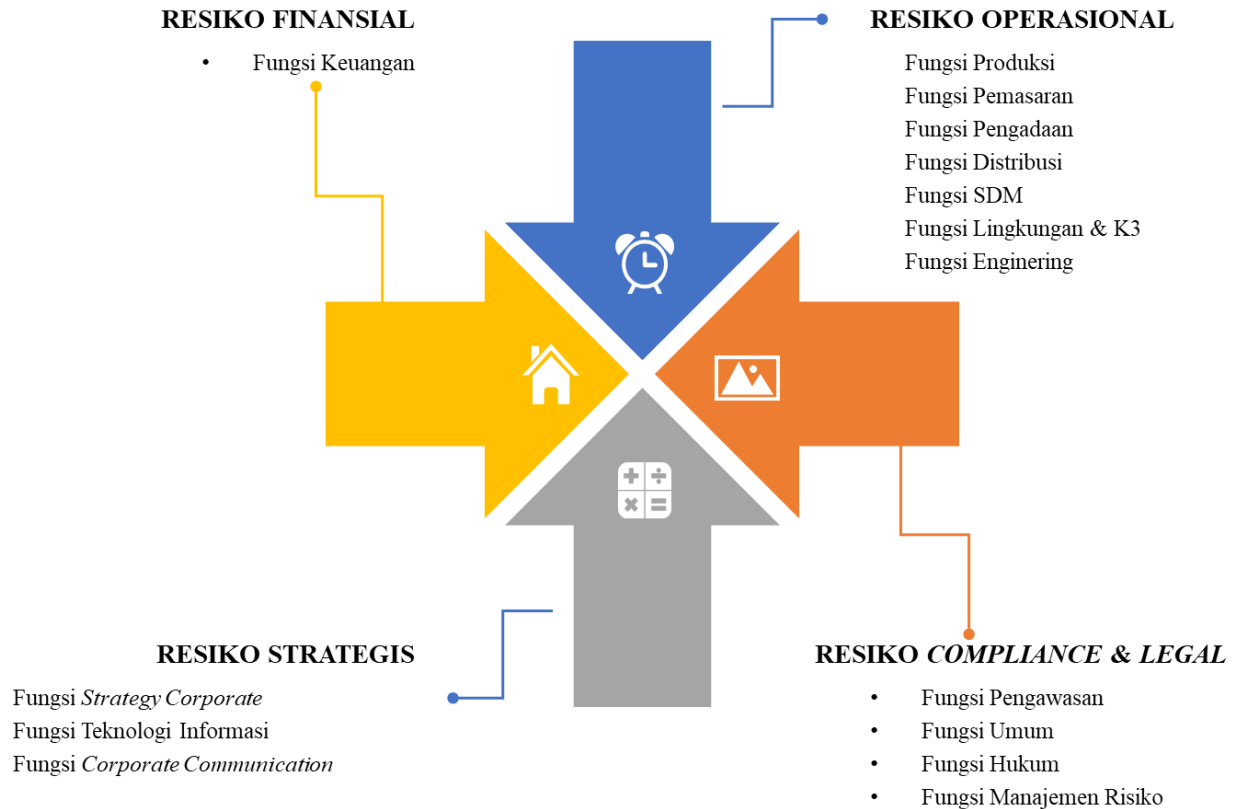 RESIKO FINANSIAL
• Fungsi Keuangan
RESIKO OPERASIONAL
Fungsi Produksi
Fungsi Pemasaran
Fungsi Pengadaan
Fungsi Distribusi
Fungsi SDM
Fungsi Lingkungan & K3
Fungsi Enginering
RESIKO STRATEGIS
Fungsi Strategy Corporate
Fungsi Teknologi Informasi
Fungsi Corporate Communication
RESIKO COMPLIANCE & LEGAL
• Fungsi Pengawasan
• Fungsi Umum
• Fungsi Hukum
• Fungsi Manajemen Risiko